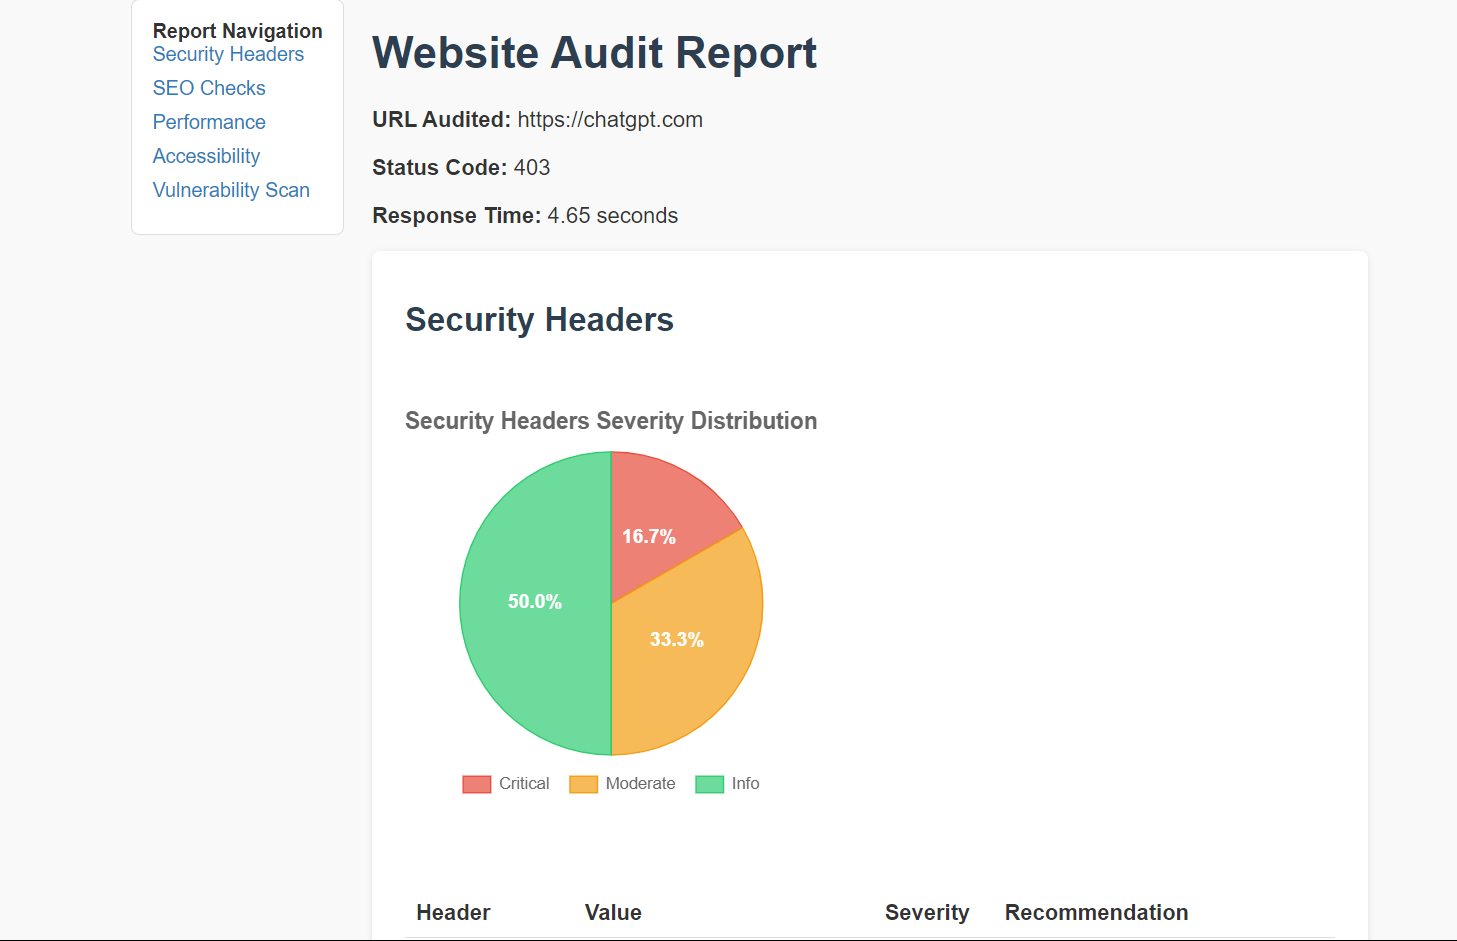 Report Navigation
Security Headers
SEO Checks
Performance
Accessibility
Vulnerability Scan
Website Audit Report
URL Audited: https://chatgpt.com
Status Code: 403
Response Time: 4.65 seconds
Security Headers
Security Headers Severity Distribution
16.7%
50.0%
33.3%
Critical Moderate Info
Header Value Severity Recommendation